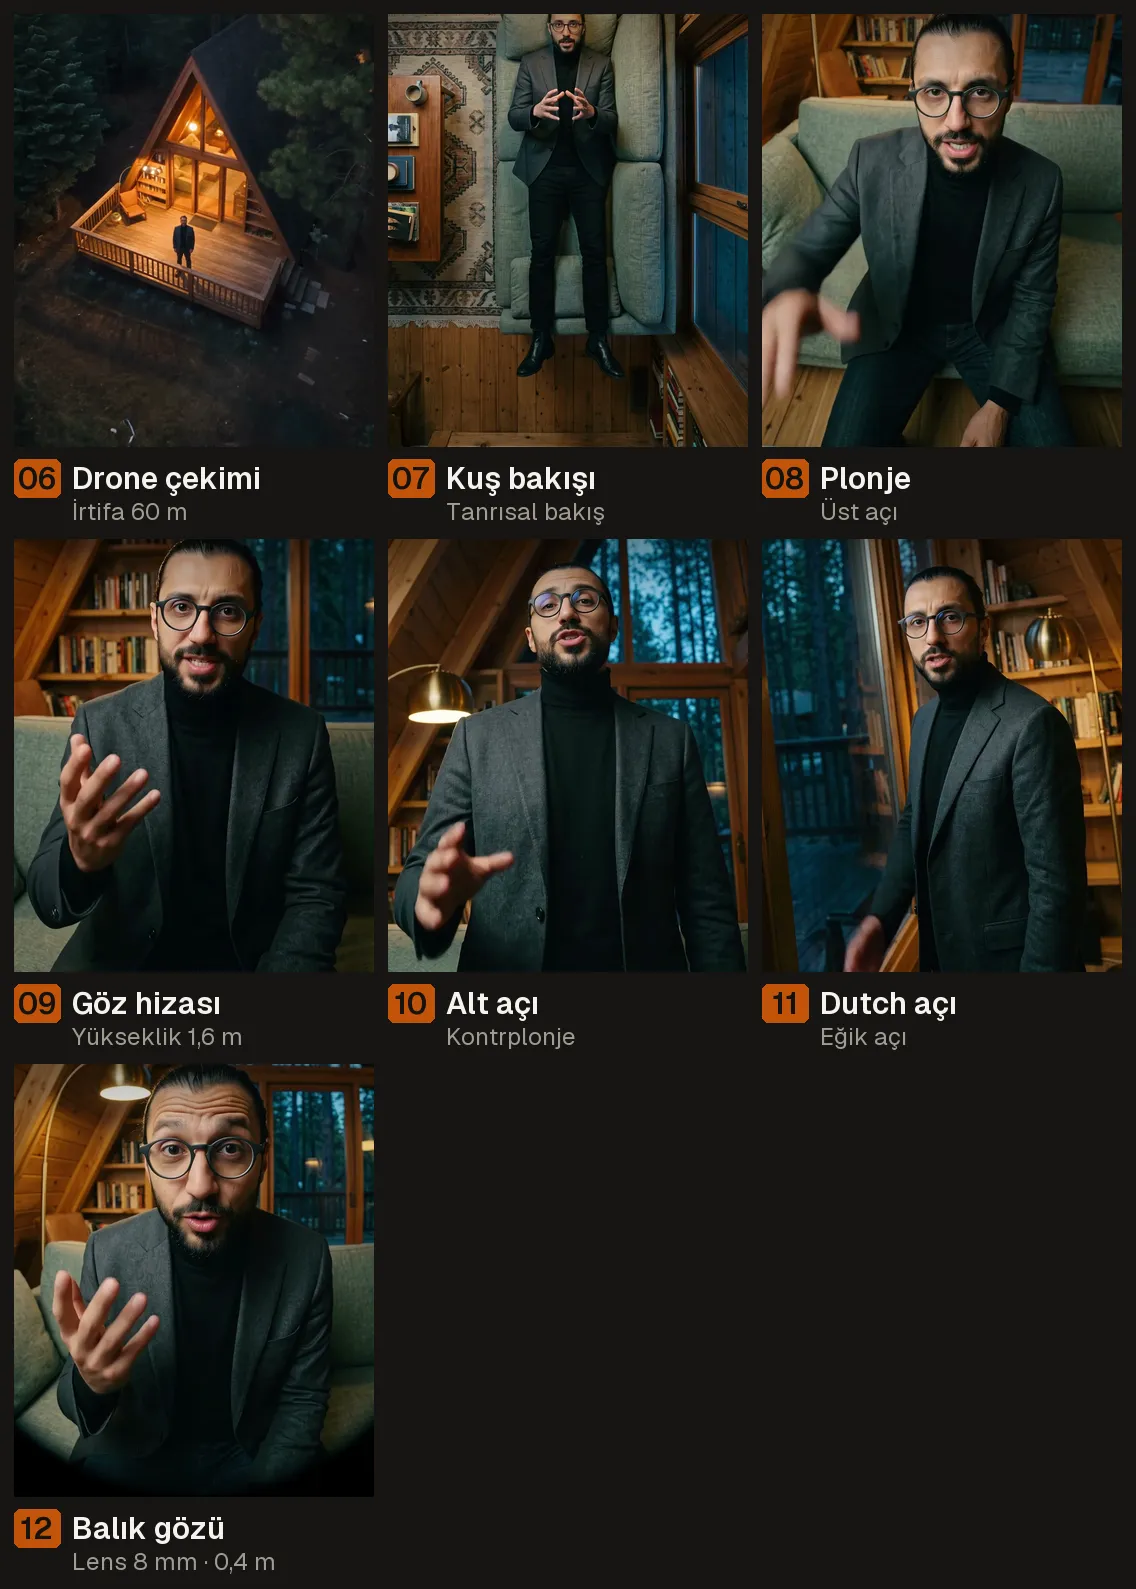 06 Drone çekimi
İrtifa 60 m
07 Kuş bakışı
Tanrısal bakış
08 Plonje
Üst açı
09 Göz hizası
Yükseklik 1,6 m
10 Alt açı
Kontrplonje
11 Dutch açı
Eğik açı
12 Balık gözü
Lens 8 mm · 0,4 m